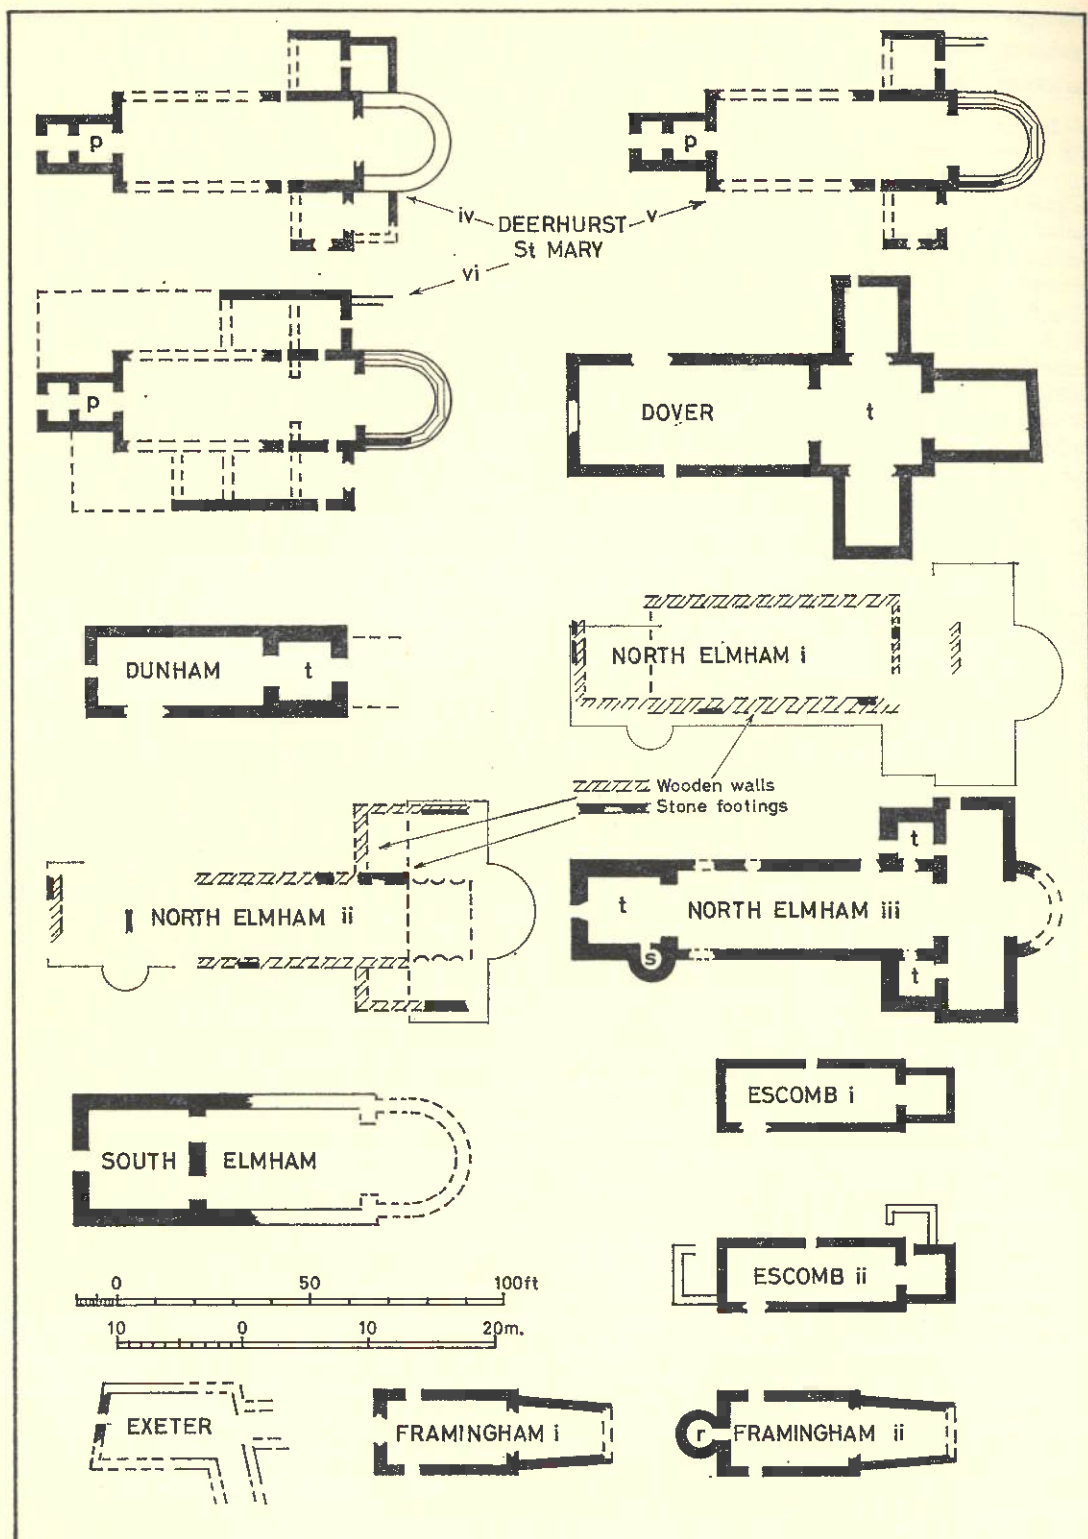 p
p
iv
DEERHURST
v
St MARY
vi
p
DOVER
t
DUNHAM
t
NORTH ELMHAM i
Wooden walls
Stone footings
t
NORTH ELMHAM ii
t
NORTH ELMHAM iii
s
t
ESCOMB i
SOUTH ELMHAM
ESCOMB ii
0 50 100ft
10 0 10 20m.
EXETER
FRAMINGHAM i
r
FRAMINGHAM ii